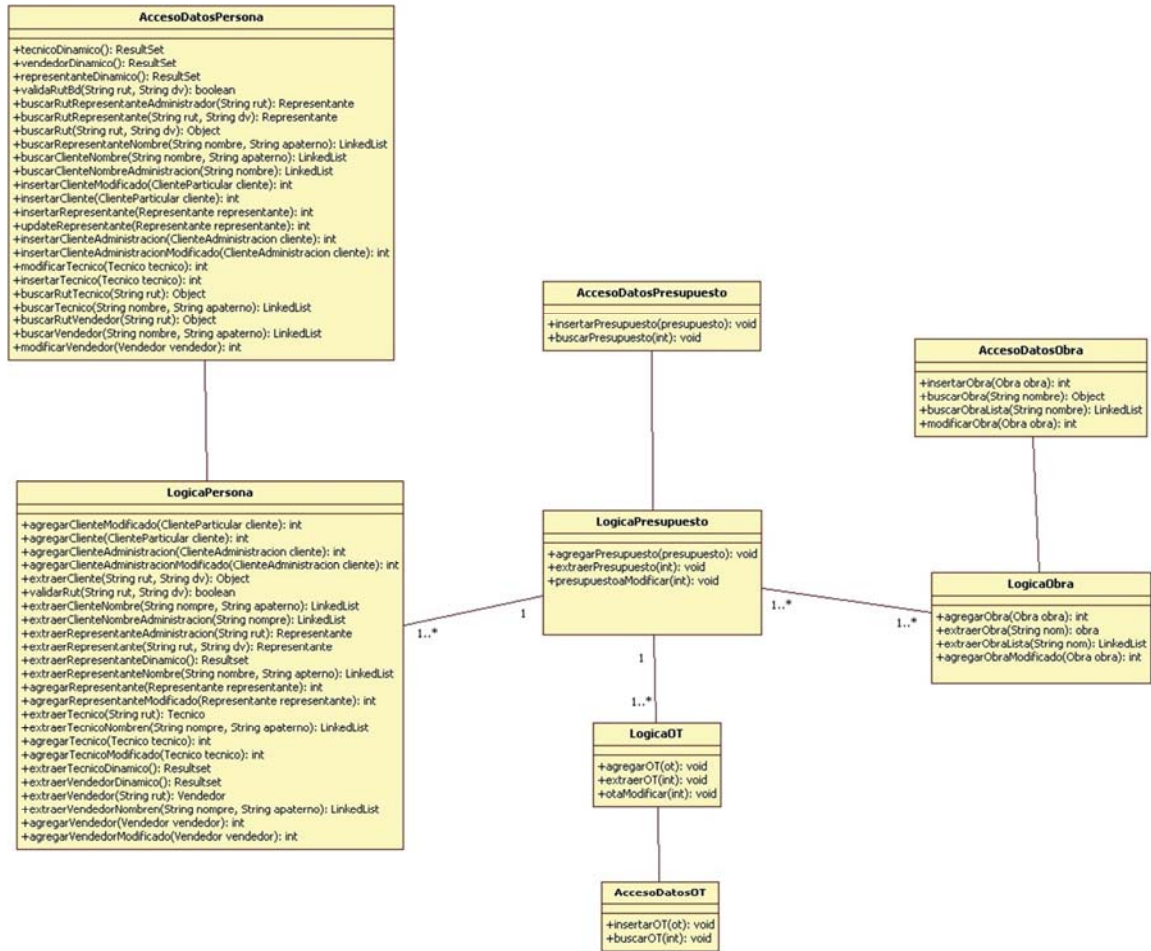 AccesoDatosPersona
+tecnicoDinamico(): ResultSet
+vendedorDinamico(): ResultSet
+representanteDinamico(): ResultSet
+validaRutBd(String rut, String dv): boolean
+buscarRutRepresentanteAdministrador(String rut): Representante
+buscarRutRepresentante(String rut, String dv): Representante
+buscarRut(String rut, String dv): Object
+buscarRepresentanteNombre(String nombre, String apaterno): LinkedList
+buscarClienteNombre(String nombre, String apaterno): LinkedList
+buscarClienteNombreAdministracion(String nombre): LinkedList
+insertarClienteModificado(ClienteParticular cliente): int
+insertarCliente(ClienteParticular cliente): int
+insertarRepresentante(Representante representante): int
+updateRepresentante(Representante representante): int
+insertarClienteAdministracion(ClienteAdministracion cliente): int
+insertarClienteAdministracionModificado(ClienteAdministracion cliente): int
+modificarTecnico(Tecnico tecnico): int
+insertarTecnico(Tecnico tecnico): int
+buscarRutTecnico(String rut): Object
+buscarTecnico(String nombre, String apaterno): LinkedList
+buscarRutVendedor(String rut): Object
+buscarVendedor(String nombre, String apaterno): LinkedList
+modificarVendedor(Vendedor vendedor): int
AccesoDatosPresupuesto
+insertarPresupuesto(presupuesto): void
+buscarPresupuesto(int): void
AccesoDatosObra
+insertarObra(Obra obra): int
+buscarObra(String nombre): Object
+buscarObraLista(String nombre): LinkedList
+modificarObra(Obra obra): int
LogicaPersona
+agregarClienteModificado(ClienteParticular cliente): int
+agregarCliente(ClienteParticular cliente): int
+agregarClienteAdministracion(ClienteAdministracion cliente): int
+agregarClienteAdministracionModificado(ClienteAdministracion cliente): int
+extraerCliente(String rut, String dv): Object
+validarRut(String rut, String dv): boolean
+extraerClienteNombre(String nompre, String apaterno): LinkedList
+extraerClienteNombreAdministracion(String nompre): LinkedList
+extraerRepresentanteAdministracion(String rut): Representante
+extraerRepresentante(String rut, String dv): Representante
+extraerRepresentanteDinamico(): Resultset
+extraerRepresentanteNombre(String nombre, String apterno): LinkedList
+agregarRepresentante(Representante representante): int
+agregarRepresentanteModificado(Representante representante): int
+extraerTecnico(String rut): Tecnico
+extraerTecnicoNombren(String nompre, String apaterno): LinkedList
+agregarTecnico(Tecnico tecnico): int
+agregarTecnicoModificado(Tecnico tecnico): int
+extraerTecnicoDinamico(): Resultset
+extraerVendedorDinamico(): Resultset
+extraerVendedor(String rut): Vendedor
+extraerVendedorNombren(String nompre, String apaterno): LinkedList
+agregarVendedor(Vendedor vendedor): int
+agregarVendedorModificado(Vendedor vendedor): int
1..*
1
LogicaPresupuesto
+agregarPresupuesto(presupuesto): void
+extraerPresupuesto(int): void
+presupuestoaModificar(int): void
1..*
1..*
LogicaObra
+agregarObra(Obra obra): int
+extraerObra(String nom): obra
+extraerObraLista(String nom): LinkedList
+agregarObraModificado(Obra obra): int
1
1..*
LogicaOT
+agregarOT(ot): void
+extraerOT(int): void
+otaModificar(int): void
AccesoDatosOT
+insertarOT(ot): void
+buscarOT(int): void